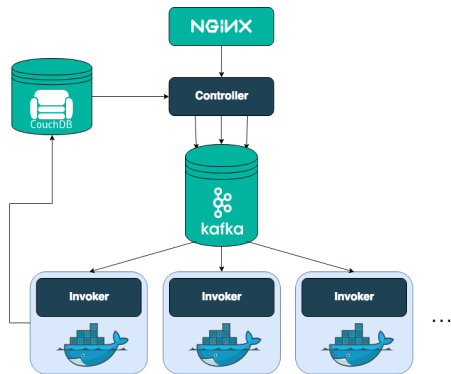 NGiNX
Controller
CouchDB
kafka
Invoker
Invoker
Invoker
...